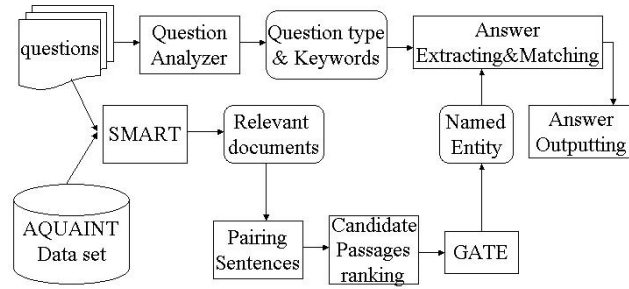 questions
Question
Analyzer
Question type
& Keywords
Answer
Extracting&Matching
SMART
Relevant
documents
Named
Entity
Answer
Outputting
AQUAINT
Data set
Pairing
Sentences
Candidate
Passages
ranking
GATE